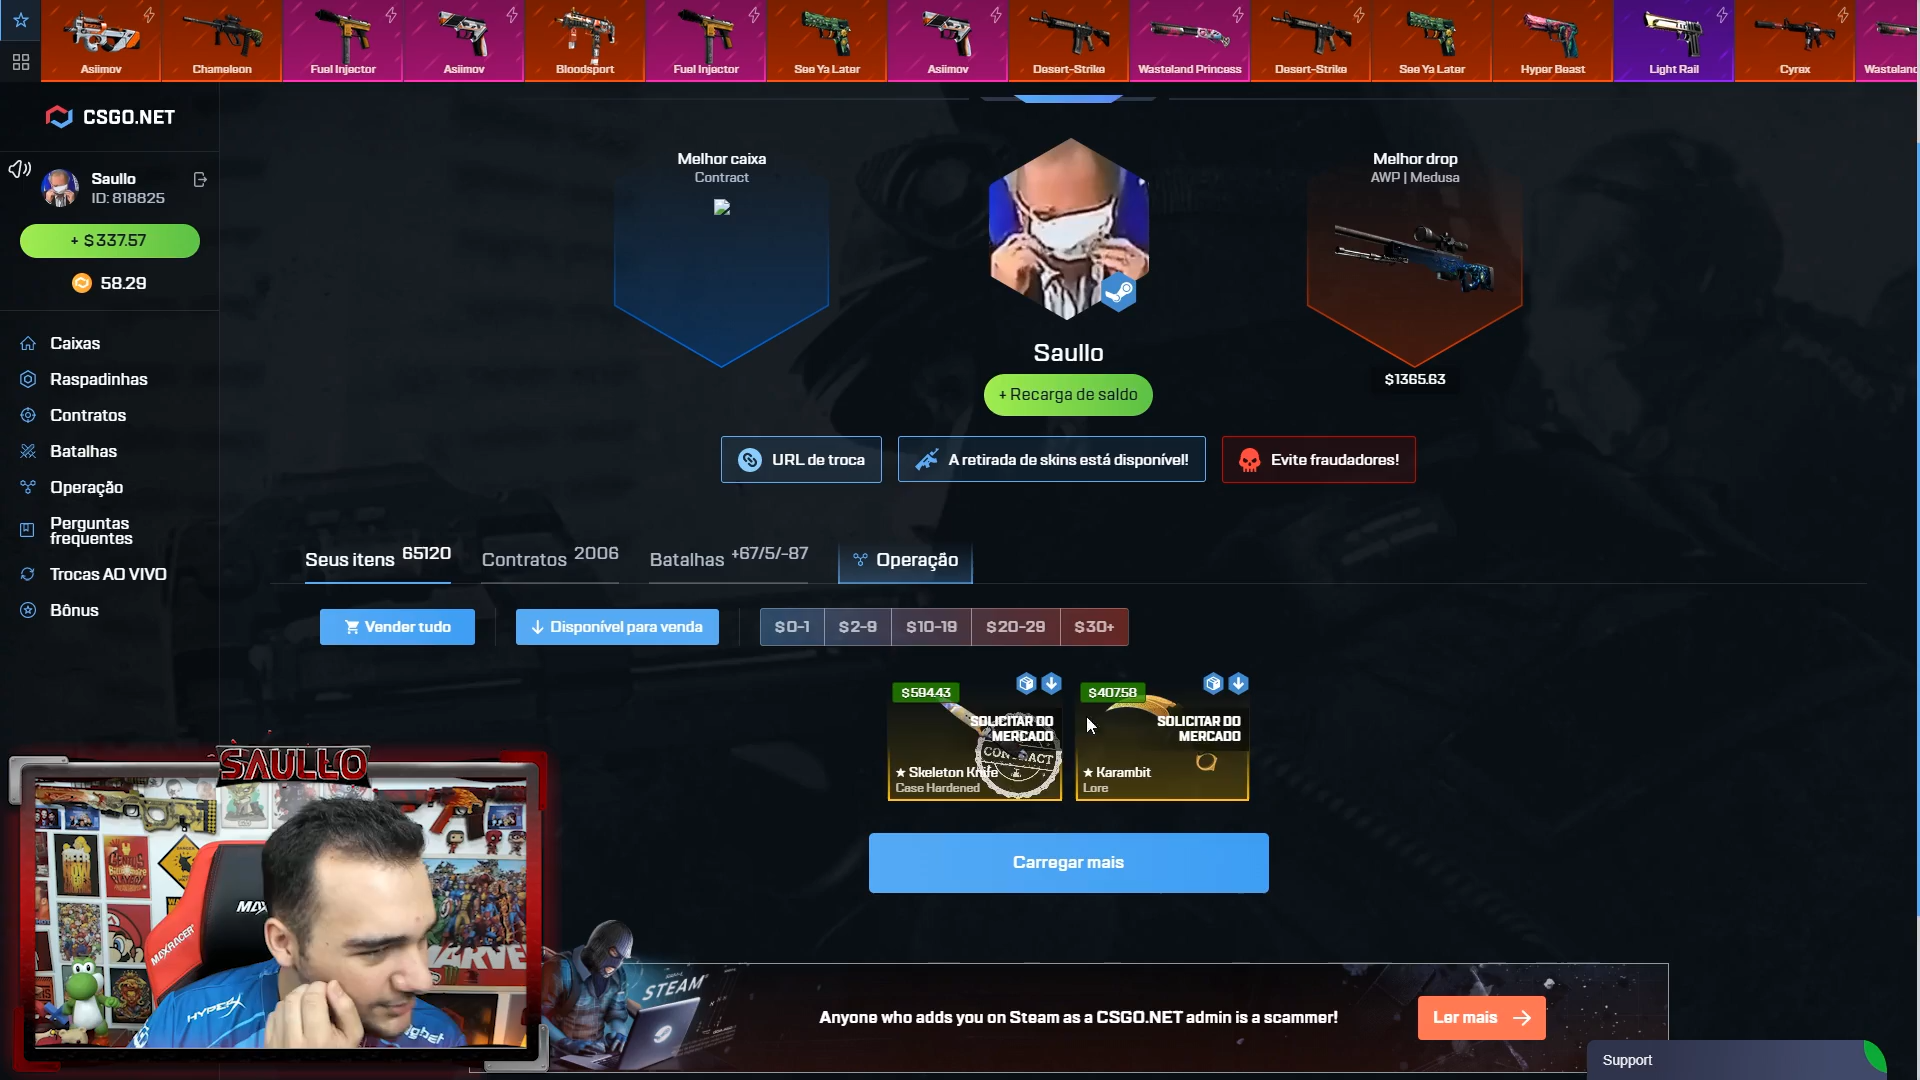 Asiimov
Chameleon
Fuel Injector
Asiimov
Bloodsport
Fuel Injector
See Ya Later
Asiimov
Desert-Strike
Wasteland Princess
Desert-Strike
See Ya Later
Hyper Beast
Light Rail
Cyrex
Wasteland
CSGO.NET
Saullo
ID: 818825
+ $337.57
58.29
Caixas
Raspadinhas
Contratos
Batalhas
Operação
Perguntas
frequentes
Trocas AO VIVO
Bônus
Melhor caixa
Contract
Melhor drop
AWP | Medusa
$1365.63
Saullo
+ Recarga de saldo
URL de troca
A retirada de skins está disponível!
Evite fraudadores!
Seus itens 65120
Contratos 2006
Batalhas +67/5/-87
Operação
Vender tudo
Disponível para venda
$0-1
$2-9
$10-19
$20-29
$30+
$594.43
SOLICITAR DO
MERCADO
CONTRACT
★ Skeleton Knife
Case Hardened
$407.58
SOLICITAR DO
MERCADO
★ Karambit
Lore
Carregar mais
STEAM
Anyone who adds you on Steam as a CSGO.NET admin is a scammer!
Ler mais
Support
SAULLO
MAXRACER
MARVE
HYPERX